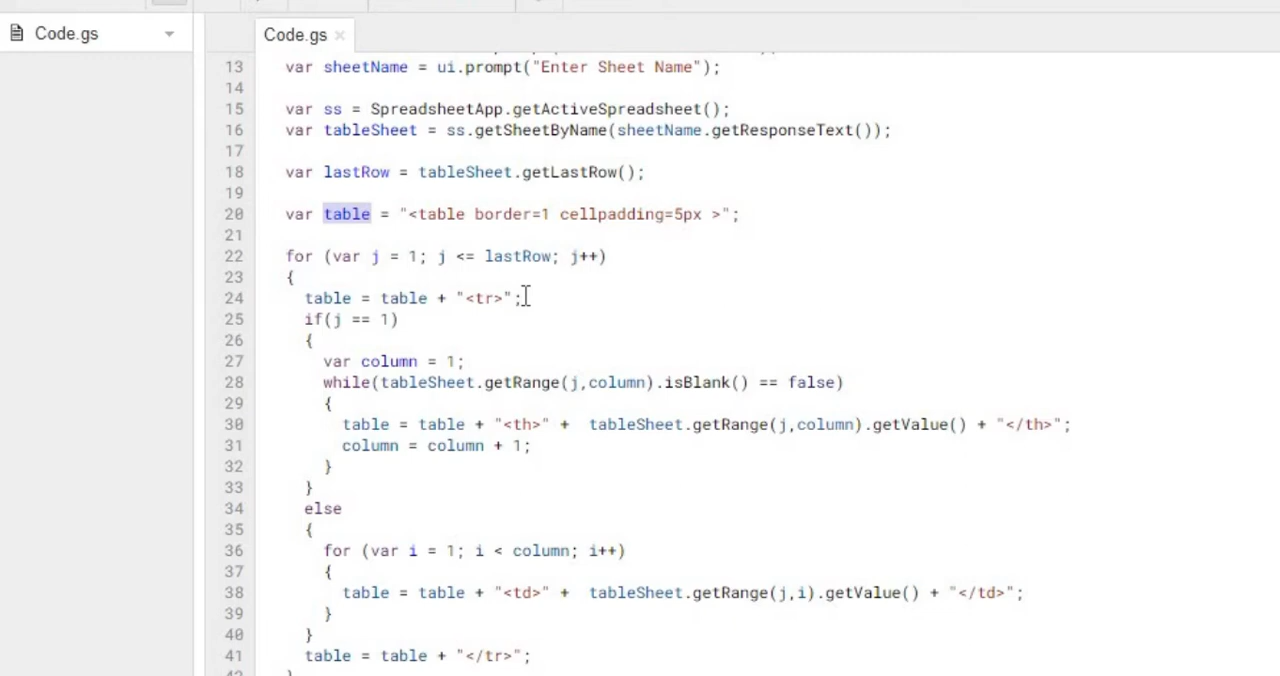 Code.gs
Code.gs ×
13 var sheetName = ui.prompt("Enter Sheet Name");
14
15 var ss = SpreadsheetApp.getActiveSpreadsheet();
16 var tableSheet = ss.getSheetByName(sheetName.getResponseText());
17
18 var lastRow = tableSheet.getLastRow();
19
20 var table = "<table border=1 cellpadding=5px >";
21
22 for (var j = 1; j <= lastRow; j++)
23 {
24 table = table + "<tr>";
25 if(j == 1)
26 {
27 var column = 1;
28 while(tableSheet.getRange(j,column).isBlank() == false)
29 {
30 table = table + "<th>" +  tableSheet.getRange(j,column).getValue() + "</th>";
31 column = column + 1;
32 }
33 }
34 else
35 {
36 for (var i = 1; i < column; i++)
37 {
38 table = table + "<td>" +  tableSheet.getRange(j,i).getValue() + "</td>";
39 }
40 }
41 table = table + "</tr>";